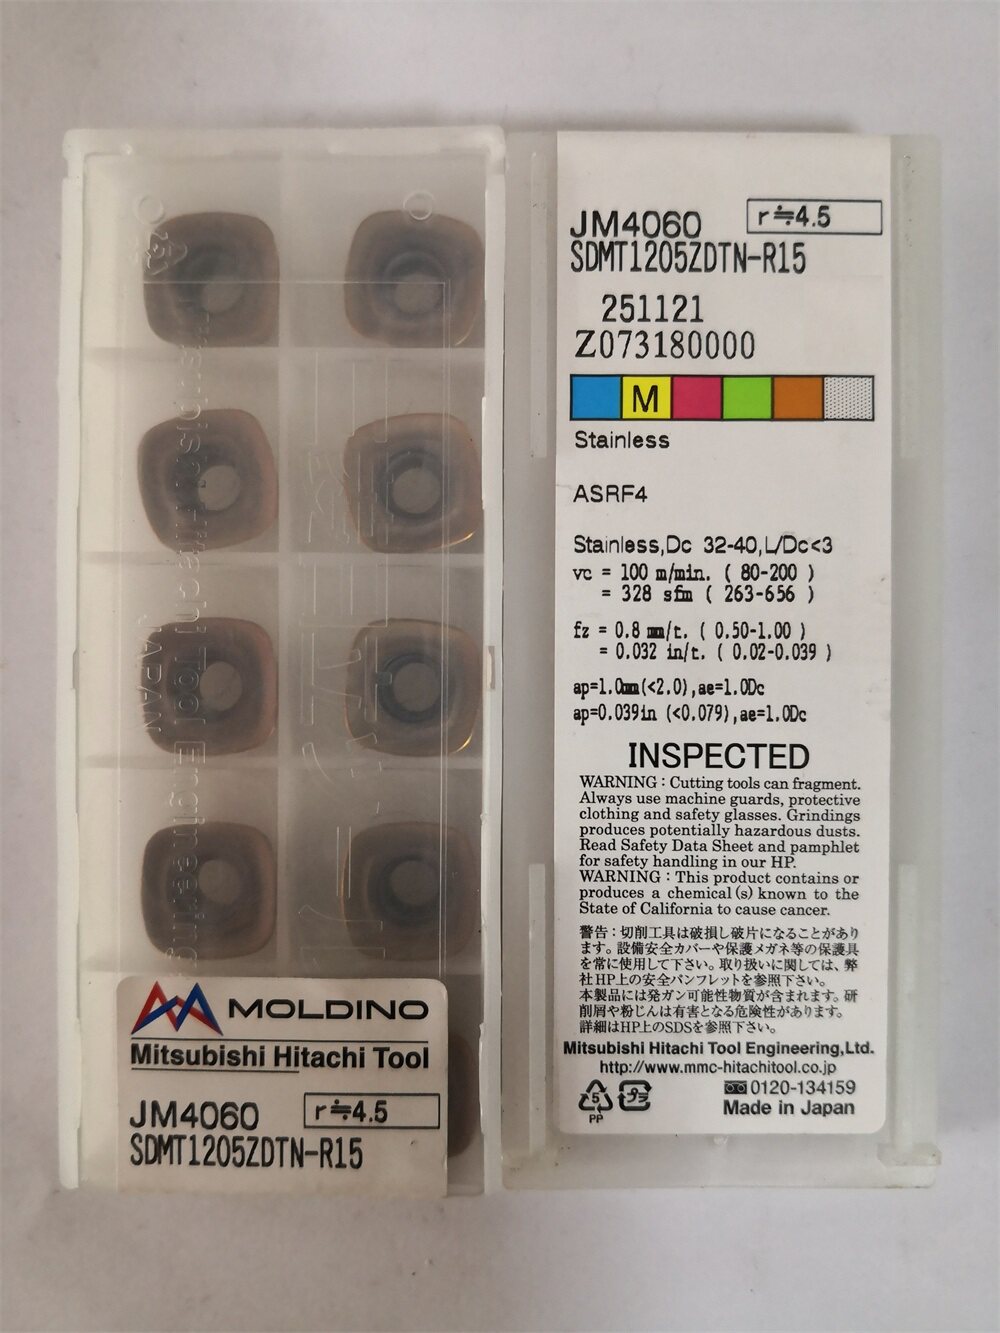 MOLDINO
Mitsubishi Hitachi Tool
JM4060 r≒4.5
SDMT1205ZDTN-R15
JM4060 r≒4.5
SDMT1205ZDTN-R15
251121
Z073180000
M
Stainless
ASRF4
Stainless,Dc 32-40,L/Dc<3
vc = 100 m/min. ( 80-200 )
= 328 sfm ( 263-656 )
fz = 0.8 mm/t. ( 0.50-1.00 )
= 0.032 in/t. ( 0.02-0.039 )
ap=1.0mm(<2.0),ae=1.0Dc
ap=0.039in (<0.079),ae=1.0Dc
INSPECTED
WARNING : Cutting tools can fragment.
Always use machine guards, protective
clothing and safety glasses. Grindings
produces potentially hazardous dusts.
Read Safety Data Sheet and pamphlet
for safety handling in our HP.
WARNING : This product contains or
produces a chemical (s) known to the
State of California to cause cancer.
警告：切削工具は破損し破片になることがあり
ます。設備安全カバーや保護メガネ等の保護具
を常に使用して下さい。取り扱いに関しては、弊
社HP上の安全パンフレットを参照下さい。
本製品には発ガン可能性物質が含まれます。研
削屑や粉じんは有害となる危険性があります。
詳細はHP上のSDSを参照下さい。
Mitsubishi Hitachi Tool Engineering,Ltd.
http://www.mmc-hitachitool.co.jp
0120-134159
5 プラ Made in Japan
PP
Mitsubishi Hitachi Tool Engineering
JAPAN